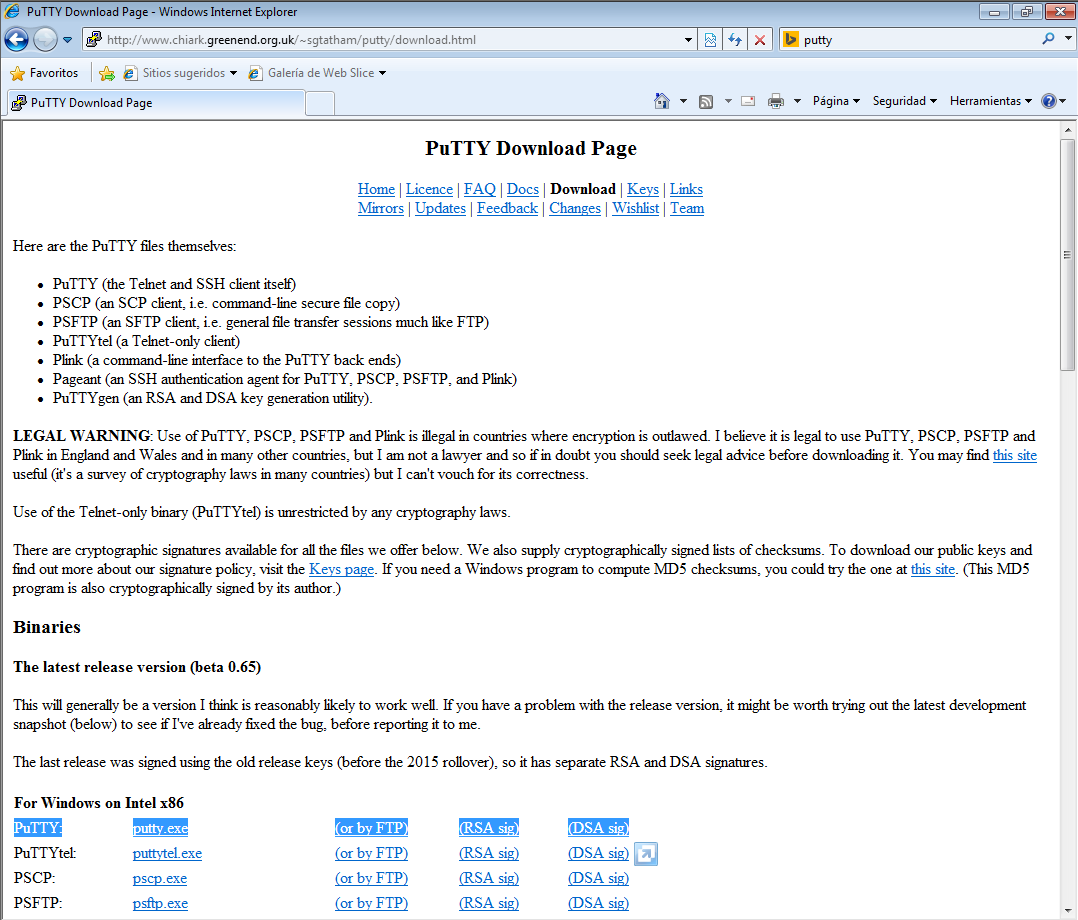 PuTTY Download Page - Windows Internet Explorer
http://www.chiark.greenend.org.uk/~sgtatham/putty/download.html
putty
Favoritos
Sitios sugeridos
Galería de Web Slice
PuTTY Download Page
Página
Seguridad
Herramientas
PuTTY Download Page
Home | Licence | FAQ | Docs | Download | Keys | Links
Mirrors | Updates | Feedback | Changes | Wishlist | Team
Here are the PuTTY files themselves:
• PuTTY (the Telnet and SSH client itself)
• PSCP (an SCP client, i.e. command-line secure file copy)
• PSFTP (an SFTP client, i.e. general file transfer sessions much like FTP)
• PuTTYtel (a Telnet-only client)
• Plink (a command-line interface to the PuTTY back ends)
• Pageant (an SSH authentication agent for PuTTY, PSCP, PSFTP, and Plink)
• PuTTYgen (an RSA and DSA key generation utility).
LEGAL WARNING: Use of PuTTY, PSCP, PSFTP and Plink is illegal in countries where encryption is outlawed. I believe it is legal to use PuTTY, PSCP, PSFTP and
Plink in England and Wales and in many other countries, but I am not a lawyer and so if in doubt you should seek legal advice before downloading it. You may find this site
useful (it's a survey of cryptography laws in many countries) but I can't vouch for its correctness.
Use of the Telnet-only binary (PuTTYtel) is unrestricted by any cryptography laws.
There are cryptographic signatures available for all the files we offer below. We also supply cryptographically signed lists of checksums. To download our public keys and
find out more about our signature policy, visit the Keys page. If you need a Windows program to compute MD5 checksums, you could try the one at this site. (This MD5
program is also cryptographically signed by its author.)
Binaries
The latest release version (beta 0.65)
This will generally be a version I think is reasonably likely to work well. If you have a problem with the release version, it might be worth trying out the latest development
snapshot (below) to see if I've already fixed the bug, before reporting it to me.
The last release was signed using the old release keys (before the 2015 rollover), so it has separate RSA and DSA signatures.
For Windows on Intel x86
PuTTY: putty.exe (or by FTP) (RSA sig) (DSA sig)
PuTTYtel: puttytel.exe (or by FTP) (RSA sig) (DSA sig)
PSCP: pscp.exe (or by FTP) (RSA sig) (DSA sig)
PSFTP: psftp.exe (or by FTP) (RSA sig) (DSA sig)